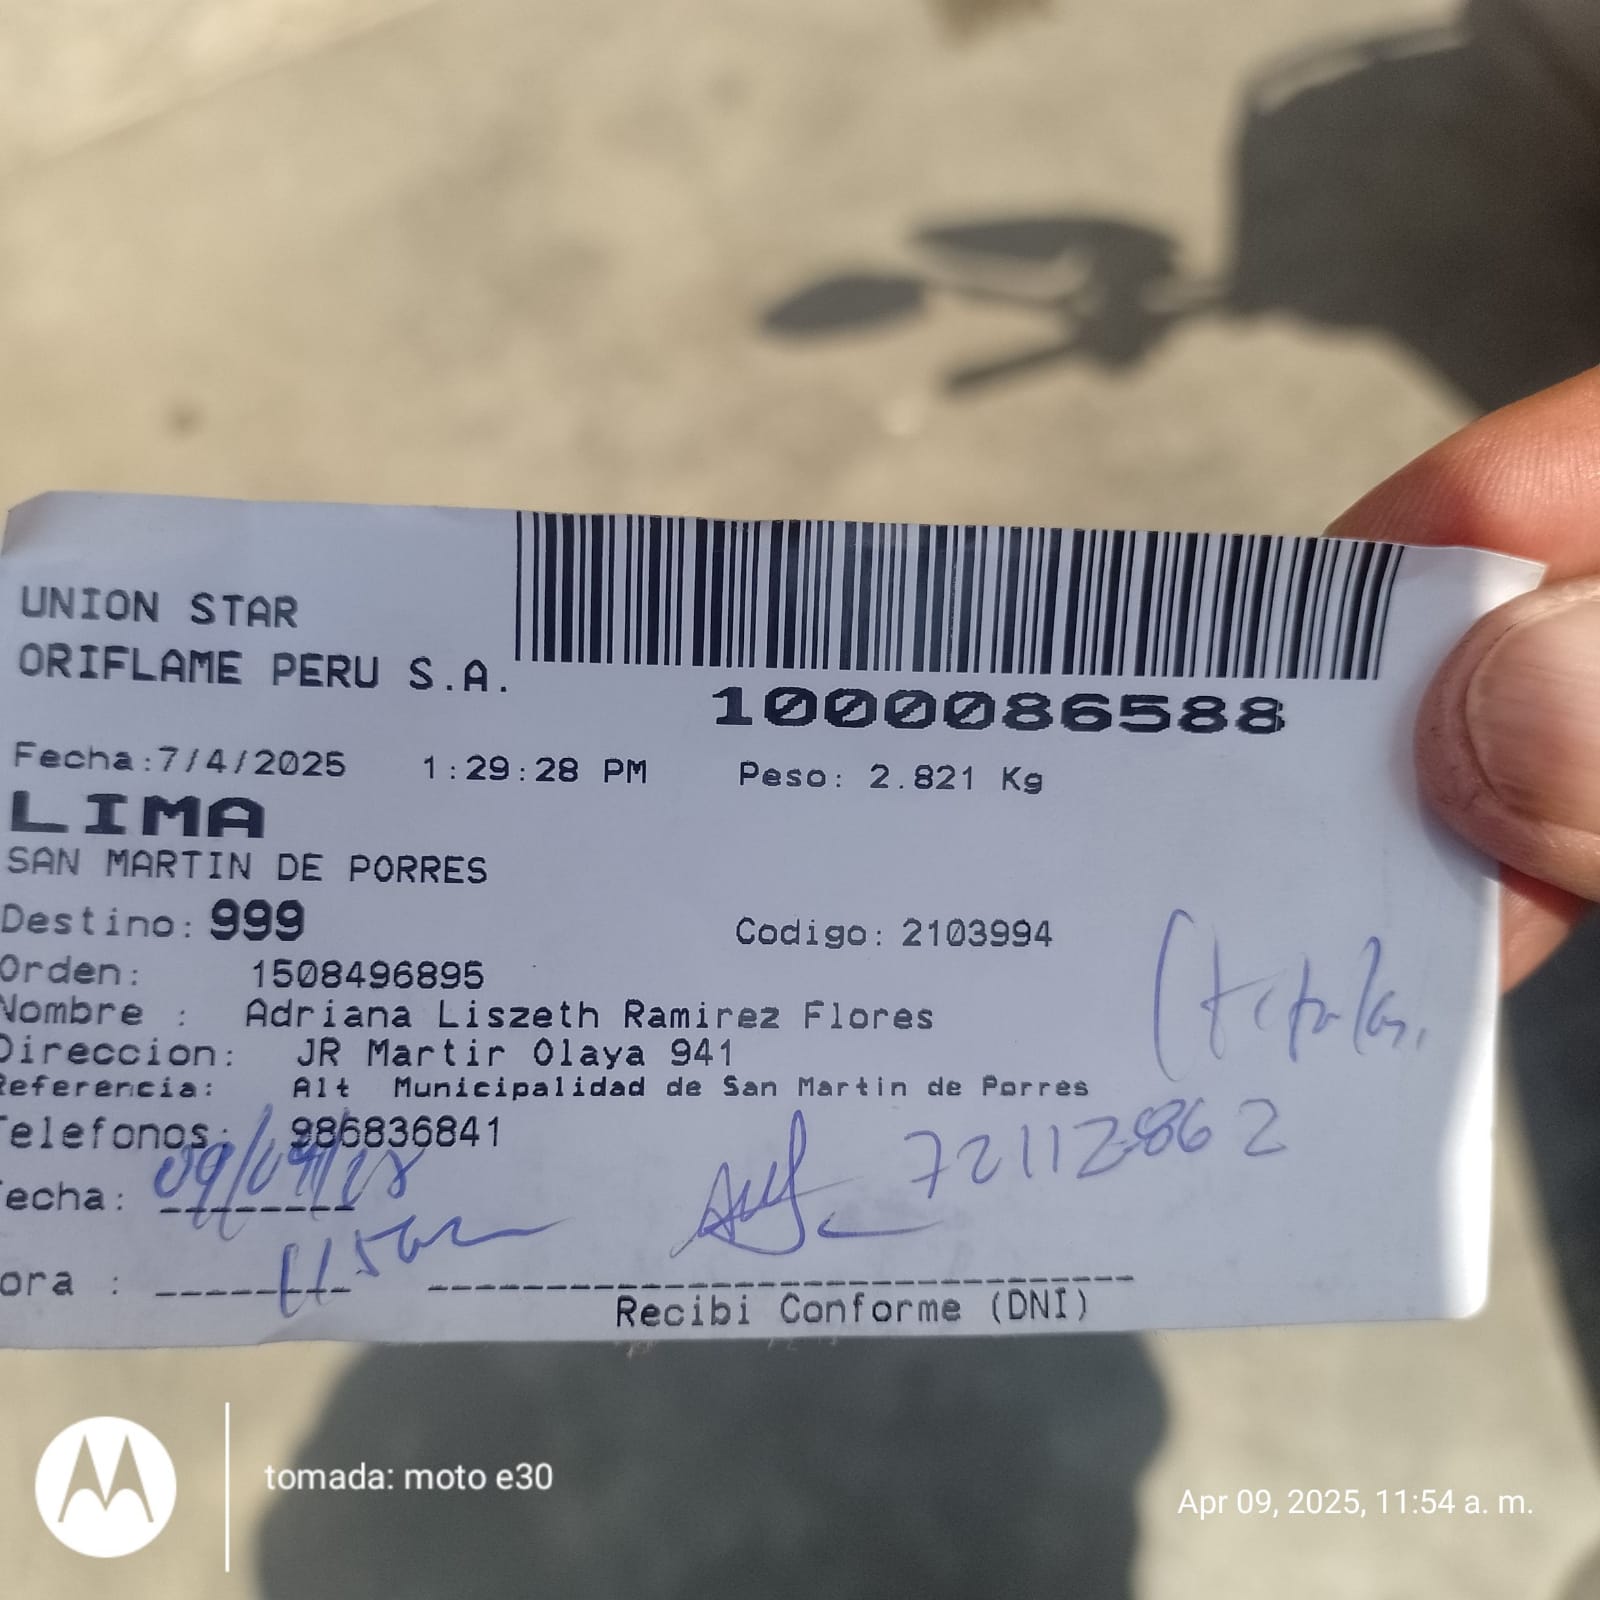 UNION STAR
ORIFLAME PERU S.A.
1000086588
Fecha:7/4/2025 1:29:28 PM Peso: 2.821 Kg
LIMA
SAN MARTIN DE PORRES
Destino: 999 Codigo: 2103994
Orden: 1508496895
Nombre : Adriana Liszeth Ramirez Flores
Direccion: JR Martir Olaya 941
Referencia: Alt Municipalidad de San Martin de Porres
Telefonos: 986836841
72112862
echa:
ora :
Recibi Conforme (DNI)
tomada: moto e30
Apr 09, 2025, 11:54 a. m.